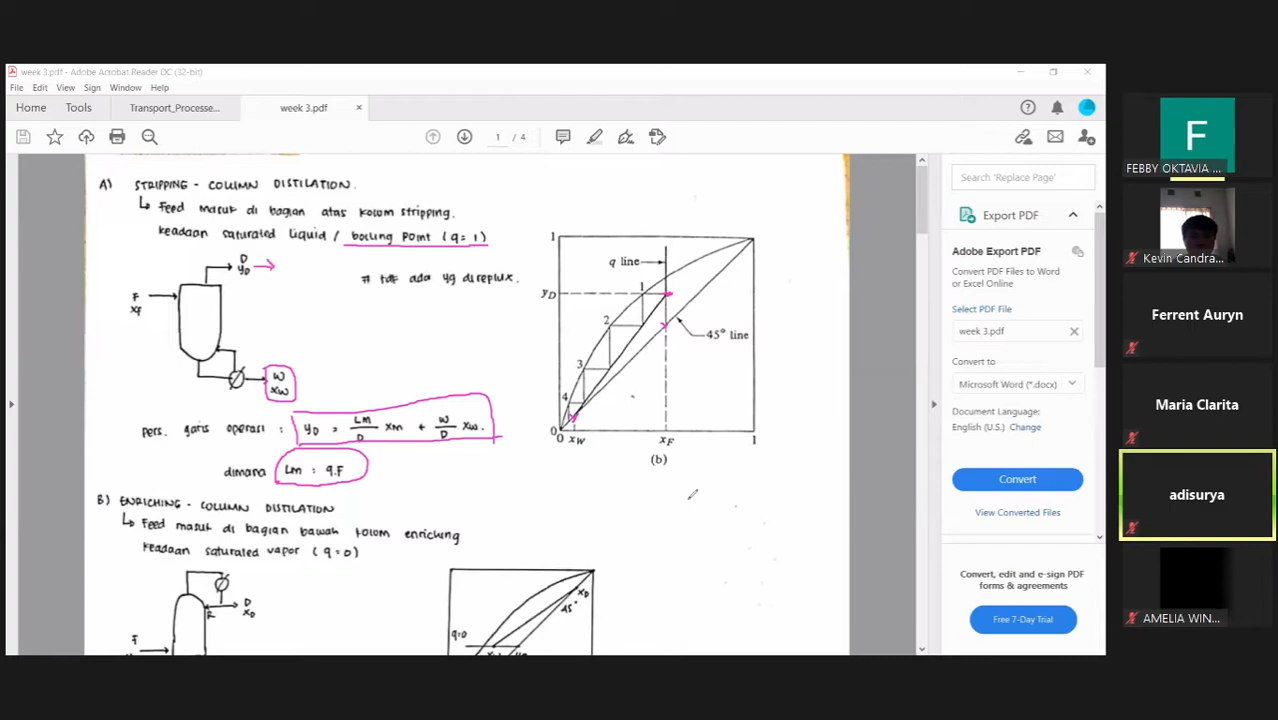 week 3.pdf - Adobe Acrobat Reader DC (32-bit)
File Edit View Sign Window Help
Home Tools Transport_Processe... week 3.pdf
1 / 4
A) STRIPPING - COLUMN DISTILATION.
Feed masuk di bagian atas kolom stripping.
keadaan saturated liquid / boiling point (q = 1)
D
yD
# tdk ada yg direflux.
F
xF
W
xW
pers. garis operasi : yD = Lm/D xm + W/D xw.
dimana Lm : q.F
1
q line
yD
1
2
3
4
45° line
0
0 xW xF 1
(b)
B) ENRICHING - COLUMN DISTILATION
Feed masuk di bagian bawah kolom enriching
keadaan saturated vapor (q=0)
D
R xD
F
xD
45°
q=0
Search 'Replace Page'
Export PDF
Adobe Export PDF
Convert PDF Files to Word
or Excel Online
Select PDF File
week 3.pdf
Convert to
Microsoft Word (*.docx)
Document Language:
English (U.S.) Change
Convert
View Converted Files
Convert, edit and e-sign PDF
forms & agreements
Free 7-Day Trial
F
FEBBY OKTAVIA ...
Kevin Candra...
Ferrent Auryn
Maria Clarita
adisurya
AMELIA WIN...